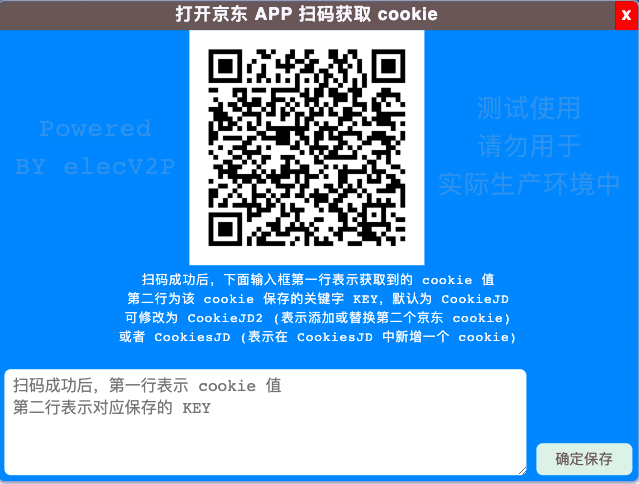 打开京东 APP 扫码获取 cookie
x
Powered
BY elecV2P
测试使用
请勿用于
实际生产环境中
扫码成功后, 下面输入框第一行表示获取到的 cookie 值
第二行为该 cookie 保存的关键字 KEY, 默认为 CookieJD
可修改为 CookieJD2 (表示添加或替换第二个京东 cookie)
或者 CookiesJD (表示在 CookiesJD 中新增一个 cookie)
扫码成功后, 第一行表示 cookie 值
第二行表示对应保存的 KEY
确定保存